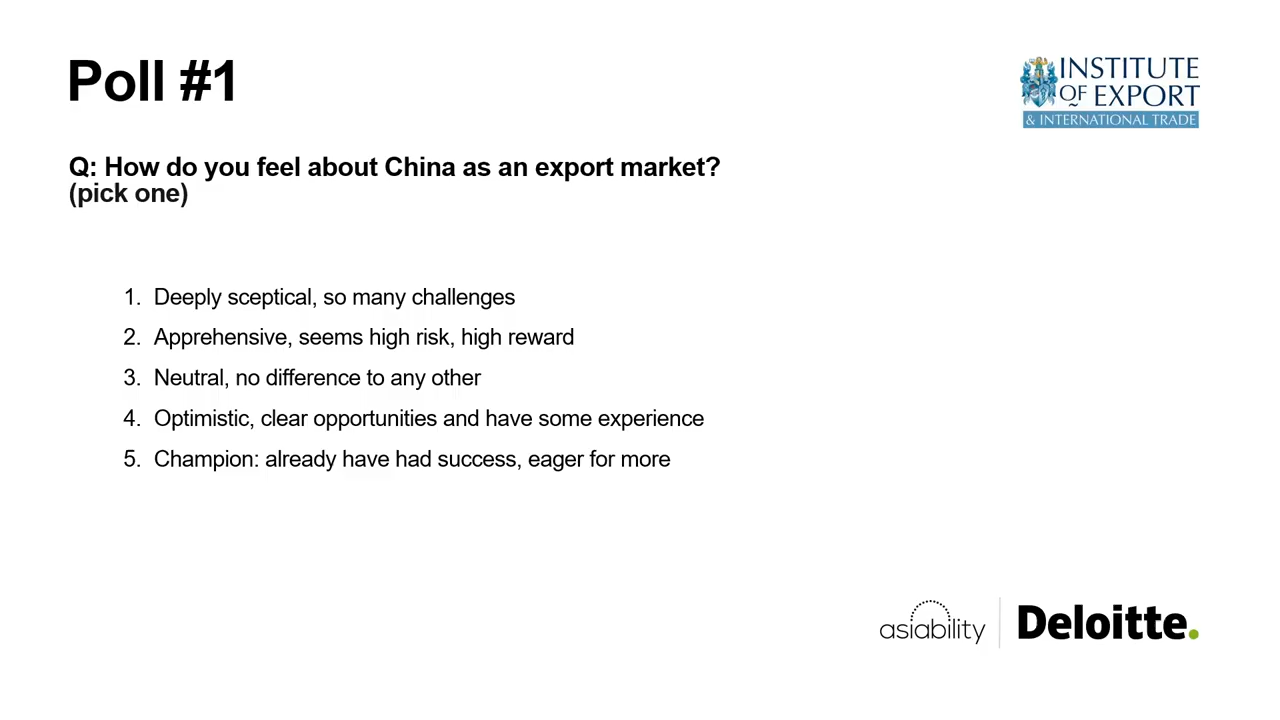 Poll #1
INSTITUTE
OF EXPORT
& INTERNATIONAL TRADE
Q: How do you feel about China as an export market?
(pick one)
1. Deeply sceptical, so many challenges
2. Apprehensive, seems high risk, high reward
3. Neutral, no difference to any other
4. Optimistic, clear opportunities and have some experience
5. Champion: already have had success, eager for more
asiability
Deloitte.